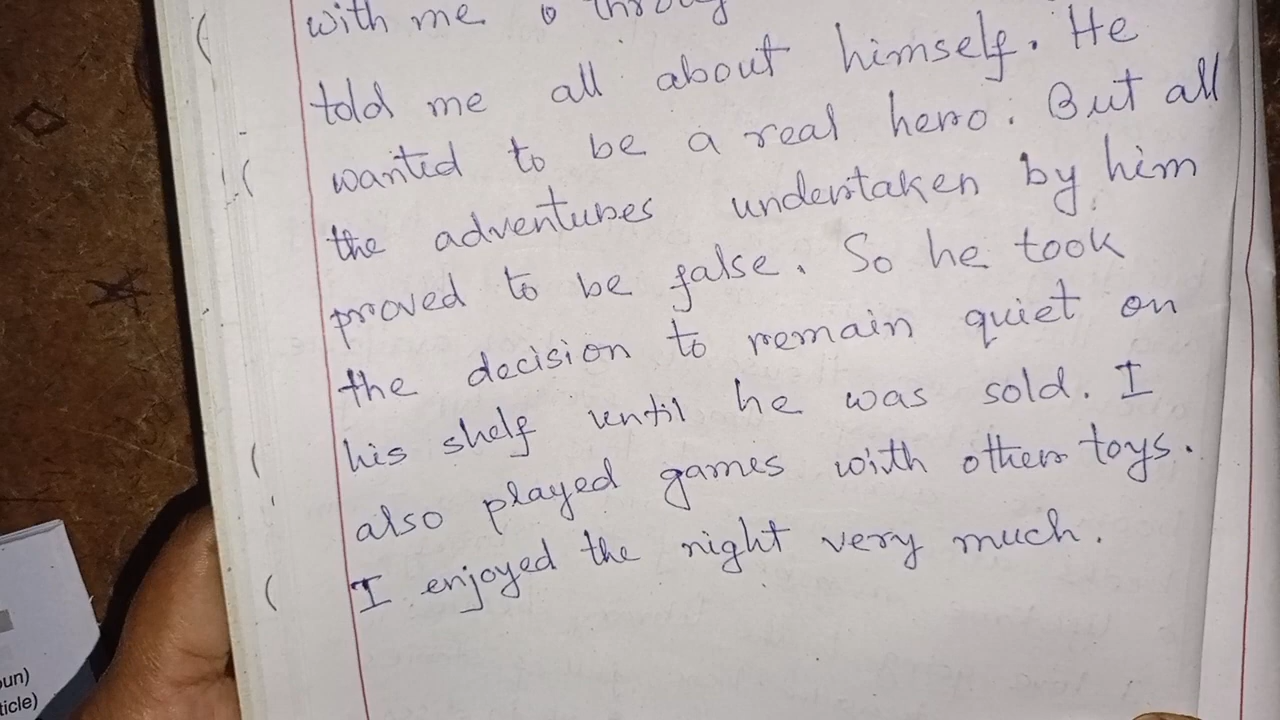 with me
told me all about himself. He
wanted to be a real hero. But all
the adventures undertaken by him
proved to be false. So he took
the decision to remain quiet on
his shelf until he was sold. I
also played games with other toys.
I enjoyed the night very much.
oun)
ticle)